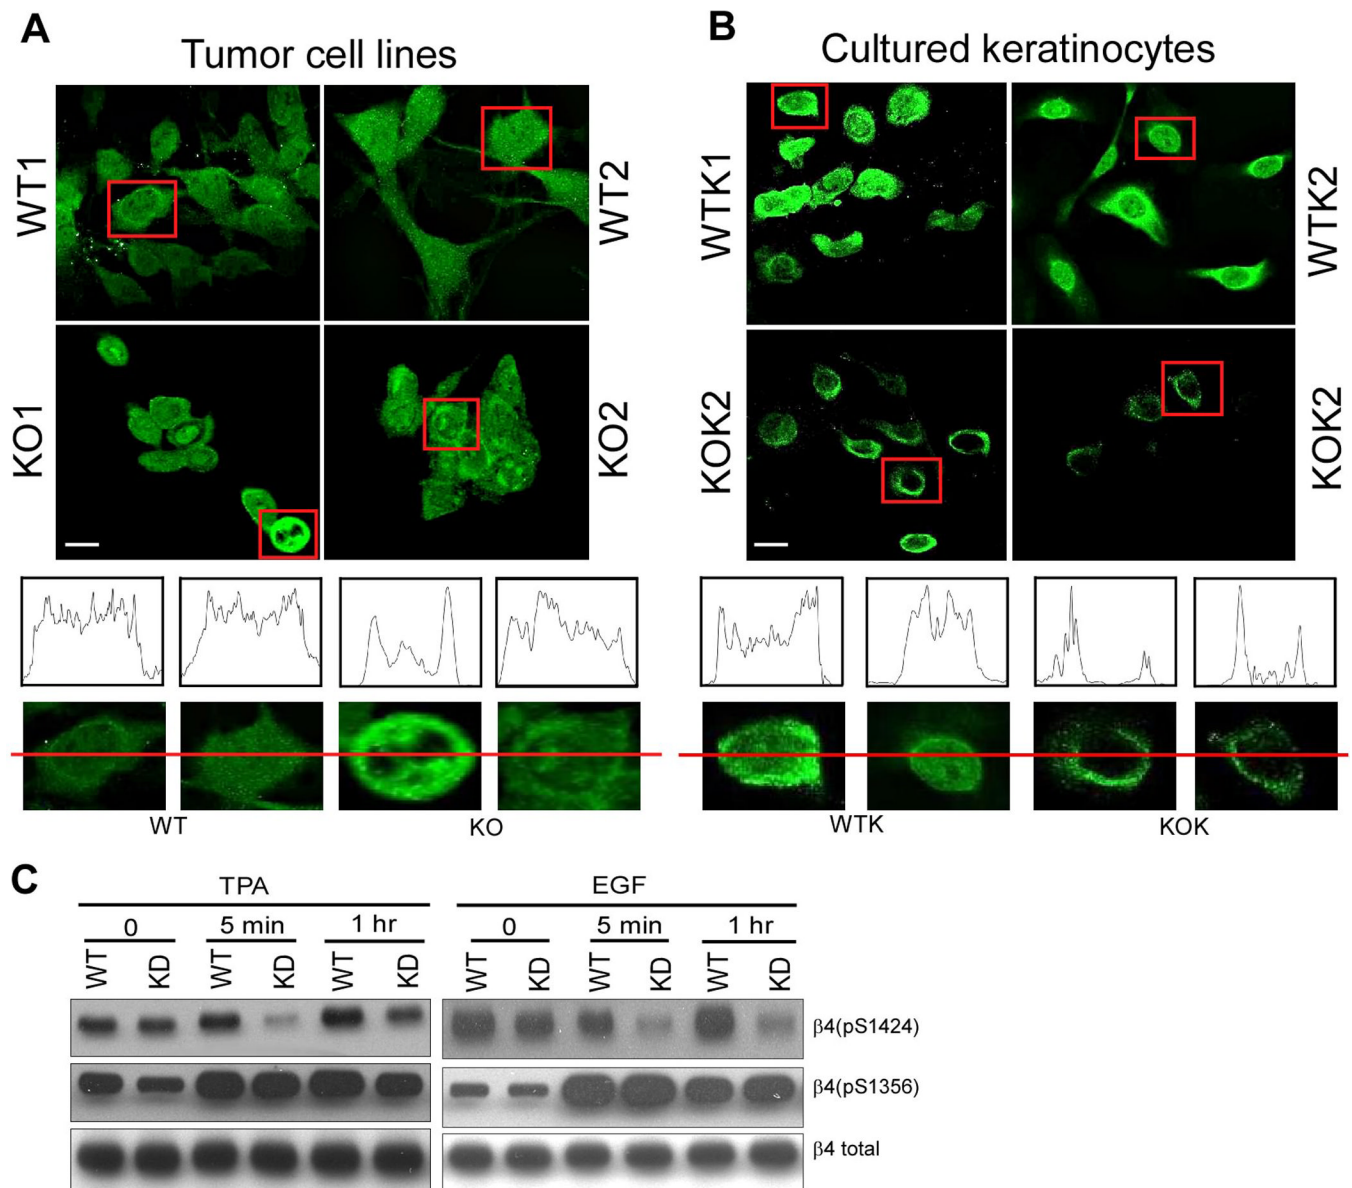 A
Tumor cell lines
WT1
WT2
KO1
KO2
WT
KO
B
Cultured keratinocytes
WTK1
WTK2
KOK2
KOK2
WTK
KOK
C
TPA
EGF
0
5 min
1 hr
0
5 min
1 hr
WT
KD
WT
KD
WT
KD
WT
KD
WT
KD
WT
KD
β4(pS1424)
β4(pS1356)
β4 total